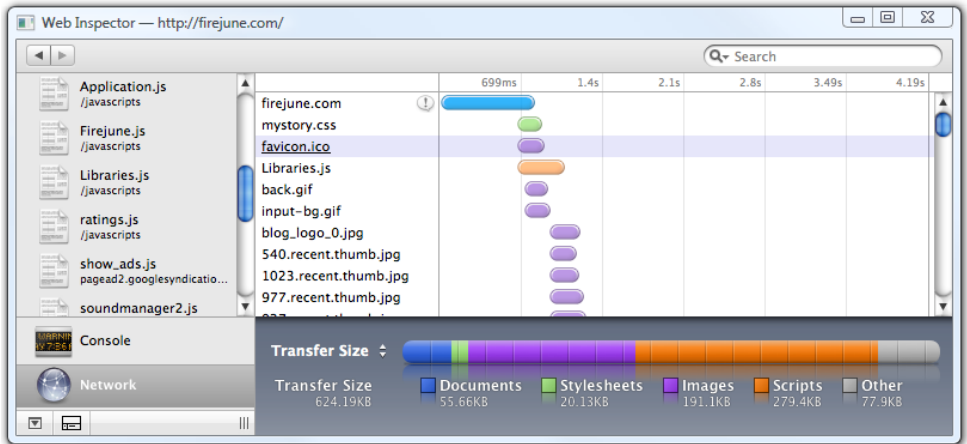 Web Inspector — http://firejune.com/
Search
Application.js
/javascripts
Firejune.js
/javascripts
Libraries.js
/javascripts
ratings.js
/javascripts
show_ads.js
pagead2.googlesyndicatio...
soundmanager2.js
Console
Network
699ms 1.4s 2.1s 2.8s 3.49s 4.19s
firejune.com
mystory.css
favicon.ico
Libraries.js
back.gif
input-bg.gif
blog_logo_0.jpg
540.recent.thumb.jpg
1023.recent.thumb.jpg
977.recent.thumb.jpg
Transfer Size
Transfer Size Documents Stylesheets Images Scripts Other
624.19KB 55.66KB 20.13KB 191.1KB 279.4KB 77.9KB